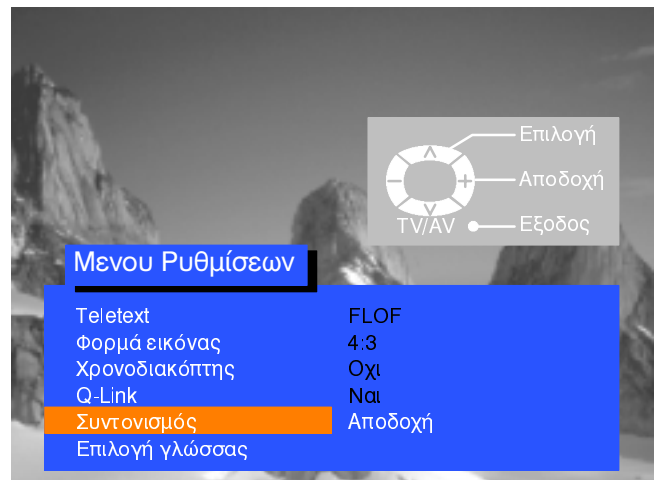 Επιλογή
Αποδοχή
TV/AV Εξοδος
Μενου Ρυθμίσεων
Teletext FLOF
Φορμά εικόνας 4:3
Χρονοδιακόπτης Οχι
Q-Link Ναι
Συντονισμός Αποδοχή
Επιλογή γλώσσας